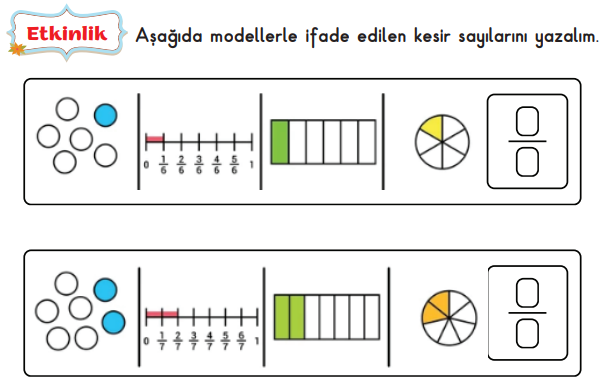 Etkinlik
Aşağıda modellerle ifade edilen kesir sayılarını yazalım.
0 1/6 2/6 3/6 4/6 5/6 1
0 1/7 2/7 3/7 4/7 5/7 6/7 1